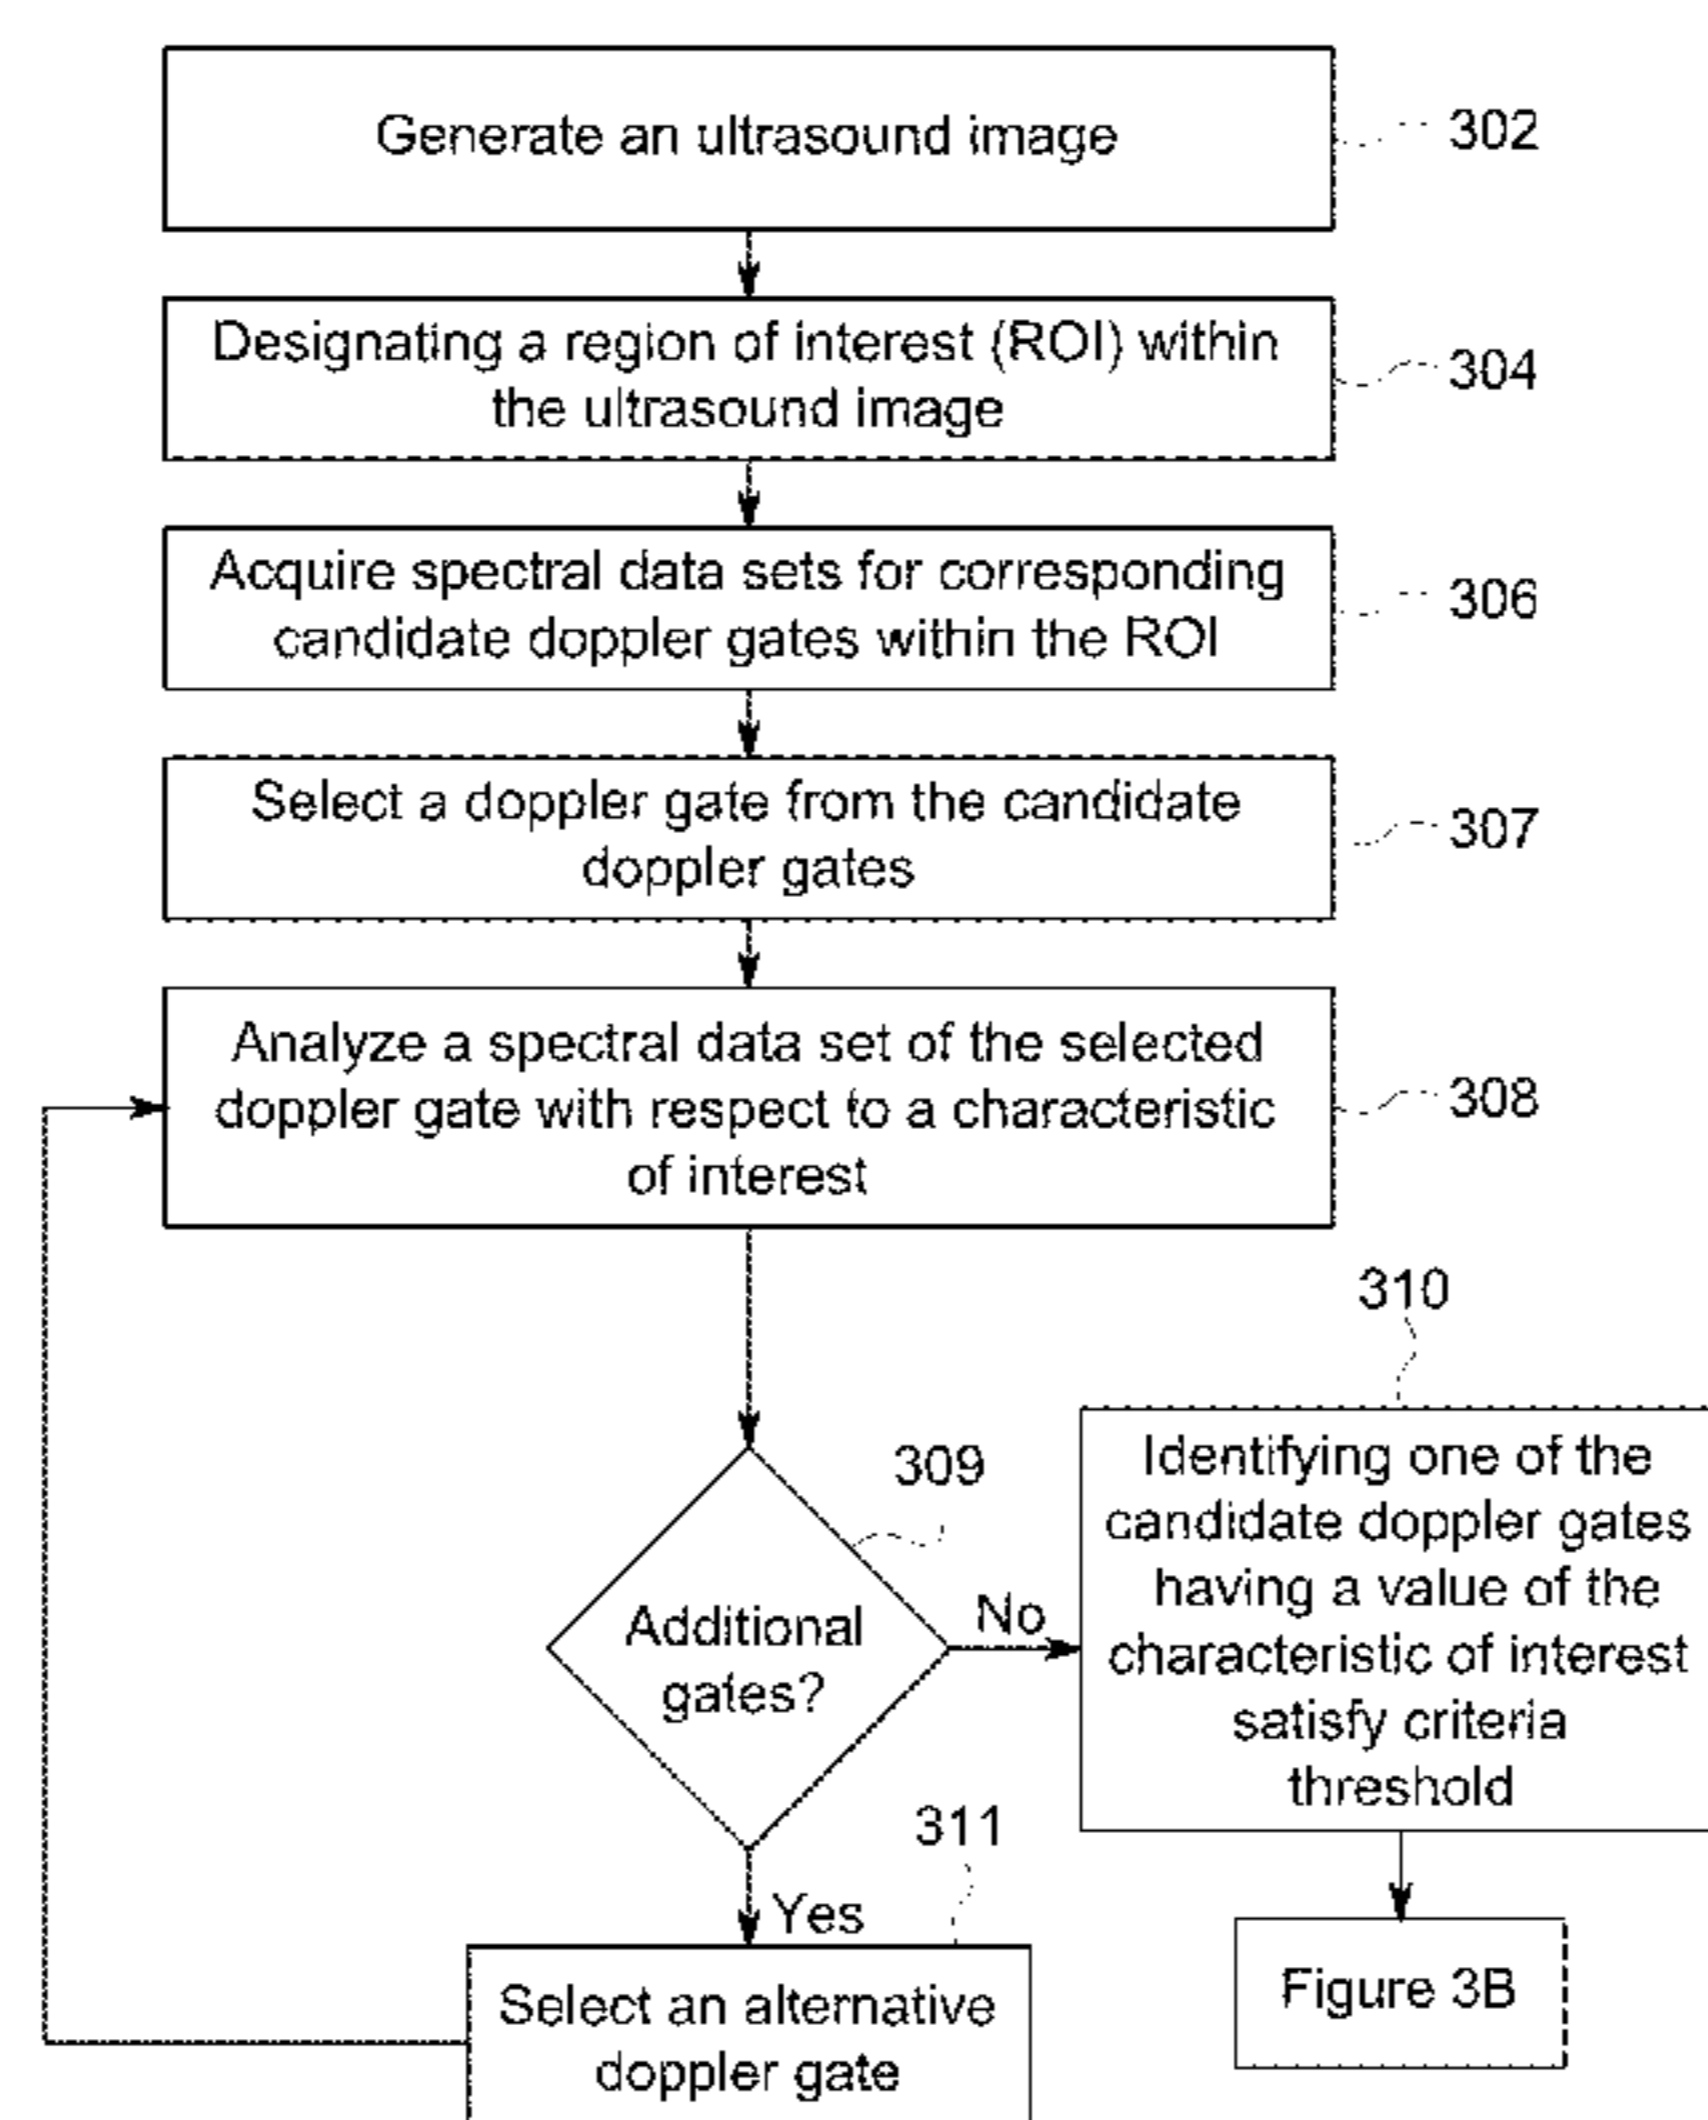 Generate an ultrasound image
302
Designating a region of interest (ROI) within
the ultrasound image
304
Acquire spectral data sets for corresponding
candidate doppler gates within the ROI
306
Select a doppler gate from the candidate
doppler gates
307
Analyze a spectral data set of the selected
doppler gate with respect to a characteristic
of interest
308
309
Additional
gates?
No
310
Identifying one of the
candidate doppler gates
having a value of the
characteristic of interest
satisfy criteria
threshold
Yes
311
Select an alternative
doppler gate
Figure 3B